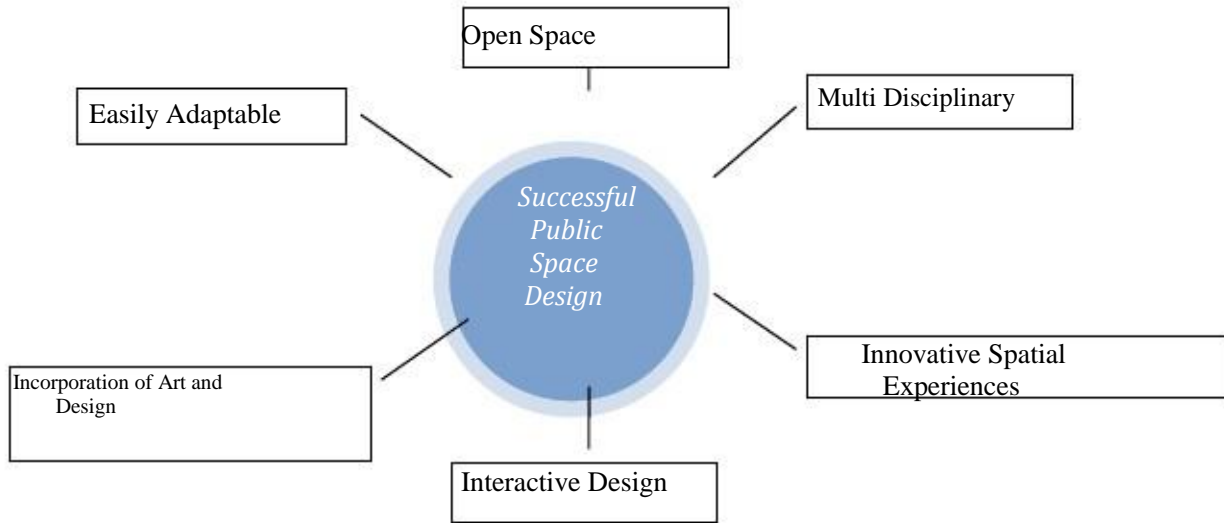 Open Space
Easily Adaptable
Multi Disciplinary
Successful
Public
Space
Design
Incorporation of Art and
Design
Innovative Spatial
Experiences
Interactive Design